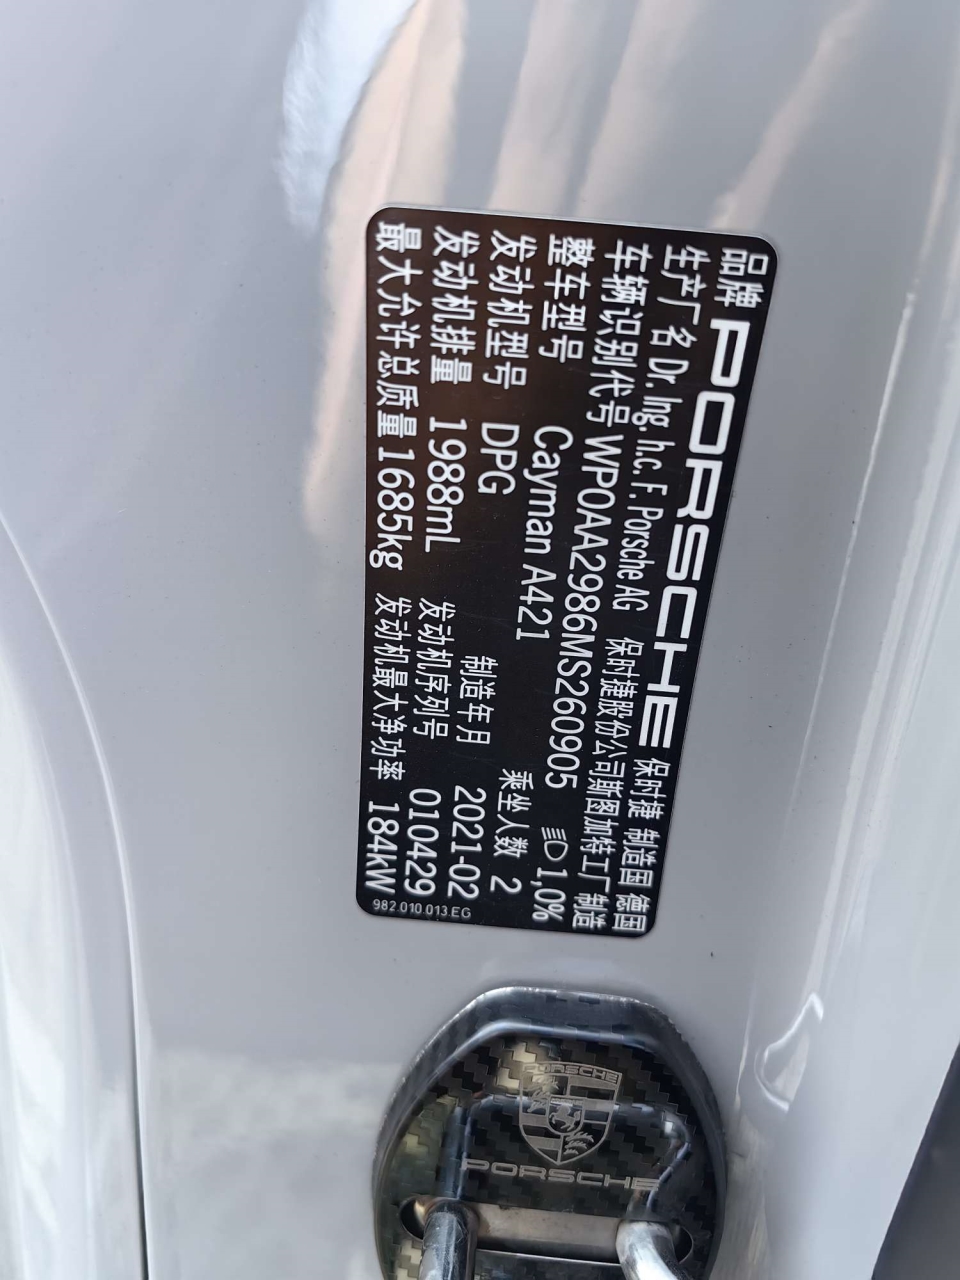 品牌 PORSCHE 保时捷 制造国 德国
生产厂名 Dr. Ing. h.c. F. Porsche AG 保时捷股份公司斯图加特工厂制造
车辆识别代号 WP0AA2986MS260905 1,0%
整车型号 Cayman A421 乘坐人数 2
发动机型号 DPG 制造年月 2021-02
发动机排量 1988mL 发动机序列号 010429
最大允许总质量 1685kg 发动机最大净功率 184kW
982.010.013.EG
PORSCHE
PORSCHE